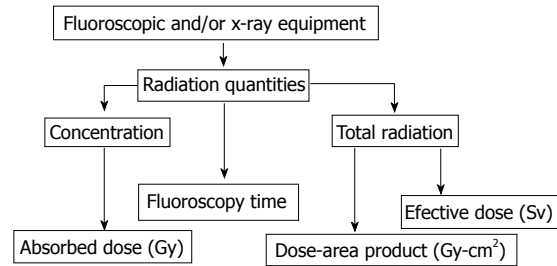 Fluoroscopic and/or x-ray equipment
Radiation quantities
Concentration
Total radiation
Fluoroscopy time
Efective dose (Sv)
Absorbed dose (Gy)
Dose-area product (Gy-cm²)